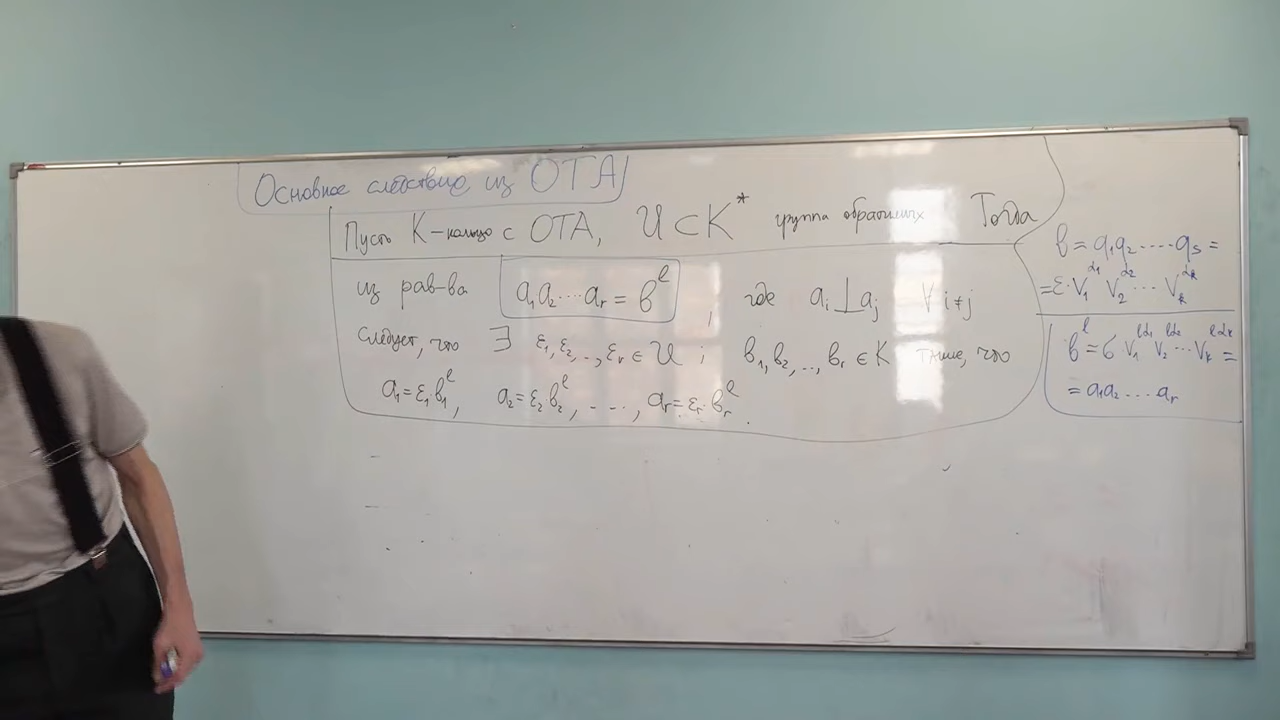 Основное следствие из ОТА
Пусть K-кольцо с ОТА, U ⊂ K* группа обратимых Тогда
из рав-ва a₁a₂⋯aᵣ = bˡ, где aᵢ ⊥ aⱼ ∀ i≠j
следует, что ∃ ε₁, ε₂, .., εᵣ ∈ U; b₁, b₂, .., bᵣ ∈ K такие, что
a₁ = ε₁b₁ˡ, a₂ = ε₂b₂ˡ, ..., aᵣ = εᵣbᵣˡ.
b = q₁q₂⋯qₛ =
= ε·V₁^α₁ V₂^α₂ ⋯ Vₖ^αₖ
bˡ = σ·V₁^lα₁ V₂^lα₂ ⋯ Vₖ^lαₖ =
= a₁a₂...aᵣ